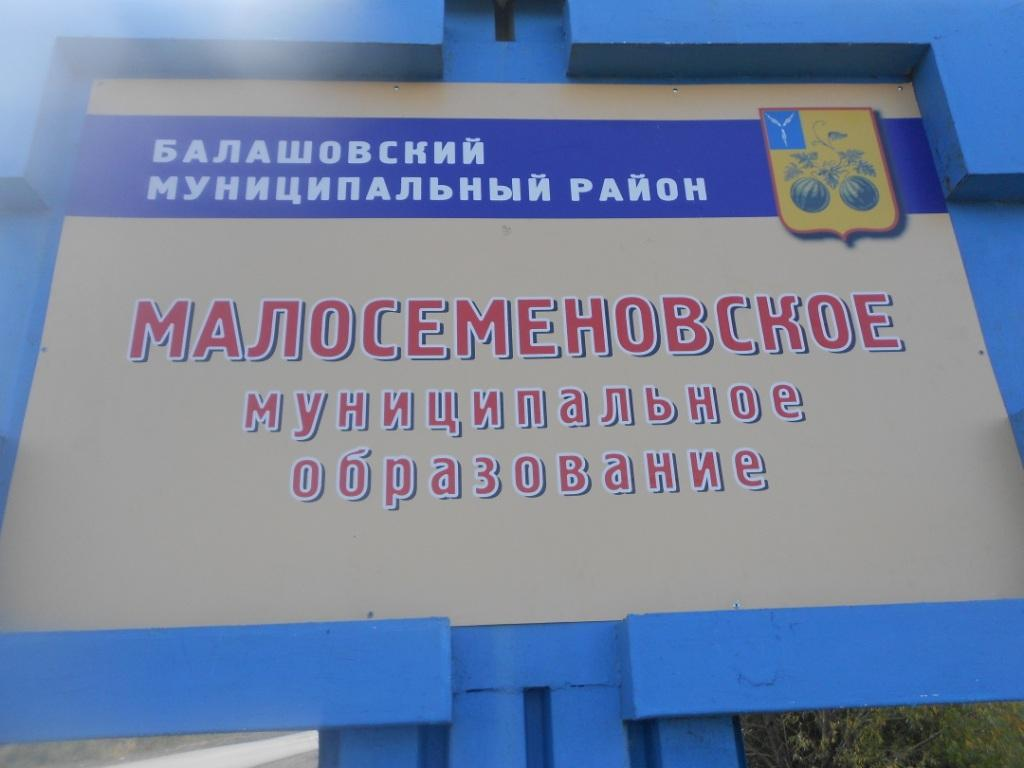 БАЛАШОВСКИЙ
МУНИЦИПАЛЬНЫЙ РАЙОН
МАЛОСЕМЕНОВСКОЕ
муниципальное
образование